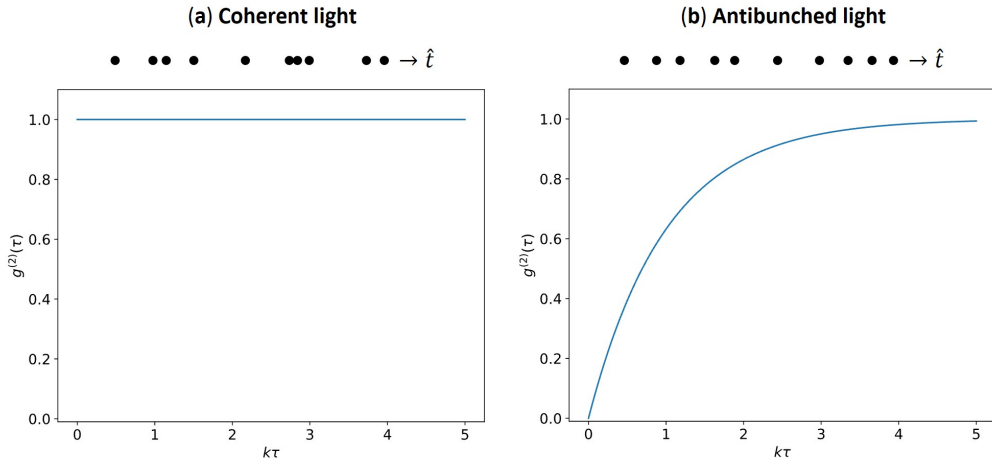 (a) Coherent light
→ t̂
1.0
0.8
0.6
0.4
0.2
0.0
g⁽²⁾(τ)
0 1 2 3 4 5
kτ
(b) Antibunched light
→ t̂
1.0
0.8
0.6
0.4
0.2
0.0
g⁽²⁾(τ)
0 1 2 3 4 5
kτ